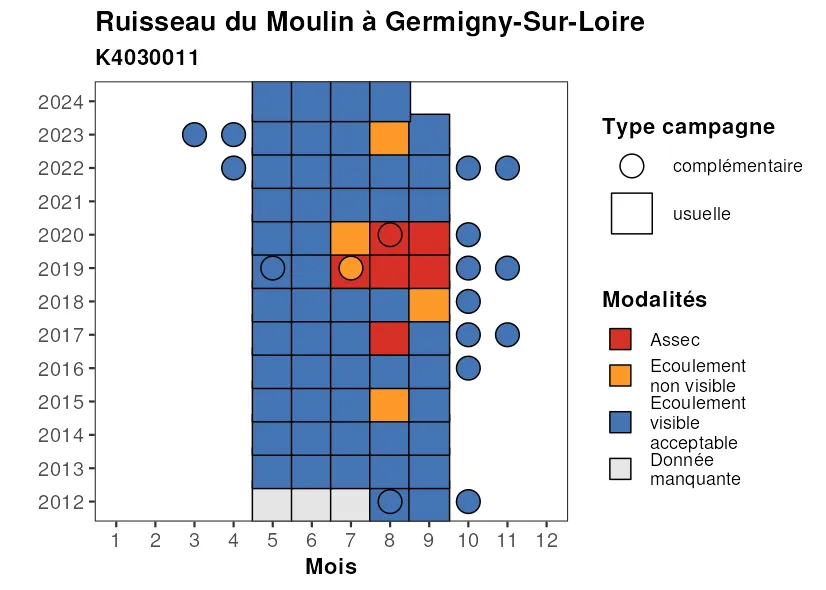 Ruisseau du Moulin à Germigny-Sur-Loire
K4030011
2024
2023
2022
2021
2020
2019
2018
2017
2016
2015
2014
2013
2012
1 2 3 4 5 6 7 8 9 10 11 12
Mois
Type campagne
complémentaire
usuelle
Modalités
Assec
Ecoulement
non visible
Ecoulement
visible
acceptable
Donnée
manquante